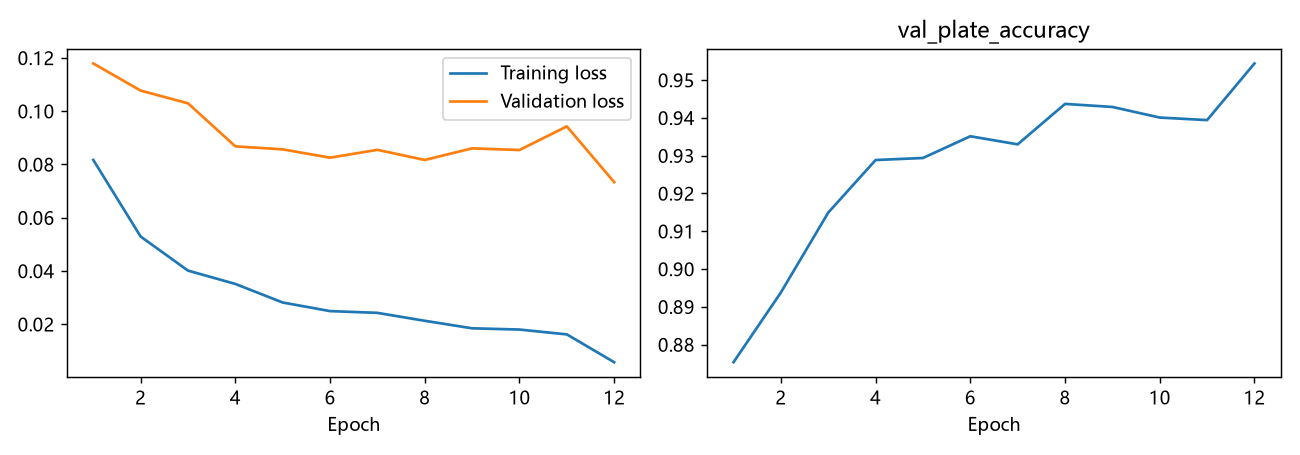 val_plate_accuracy
0.12
0.10
0.08
0.06
0.04
0.02
Training loss
Validation loss
2 4 6 8 10 12
Epoch
0.95
0.94
0.93
0.92
0.91
0.90
0.89
0.88
2 4 6 8 10 12
Epoch